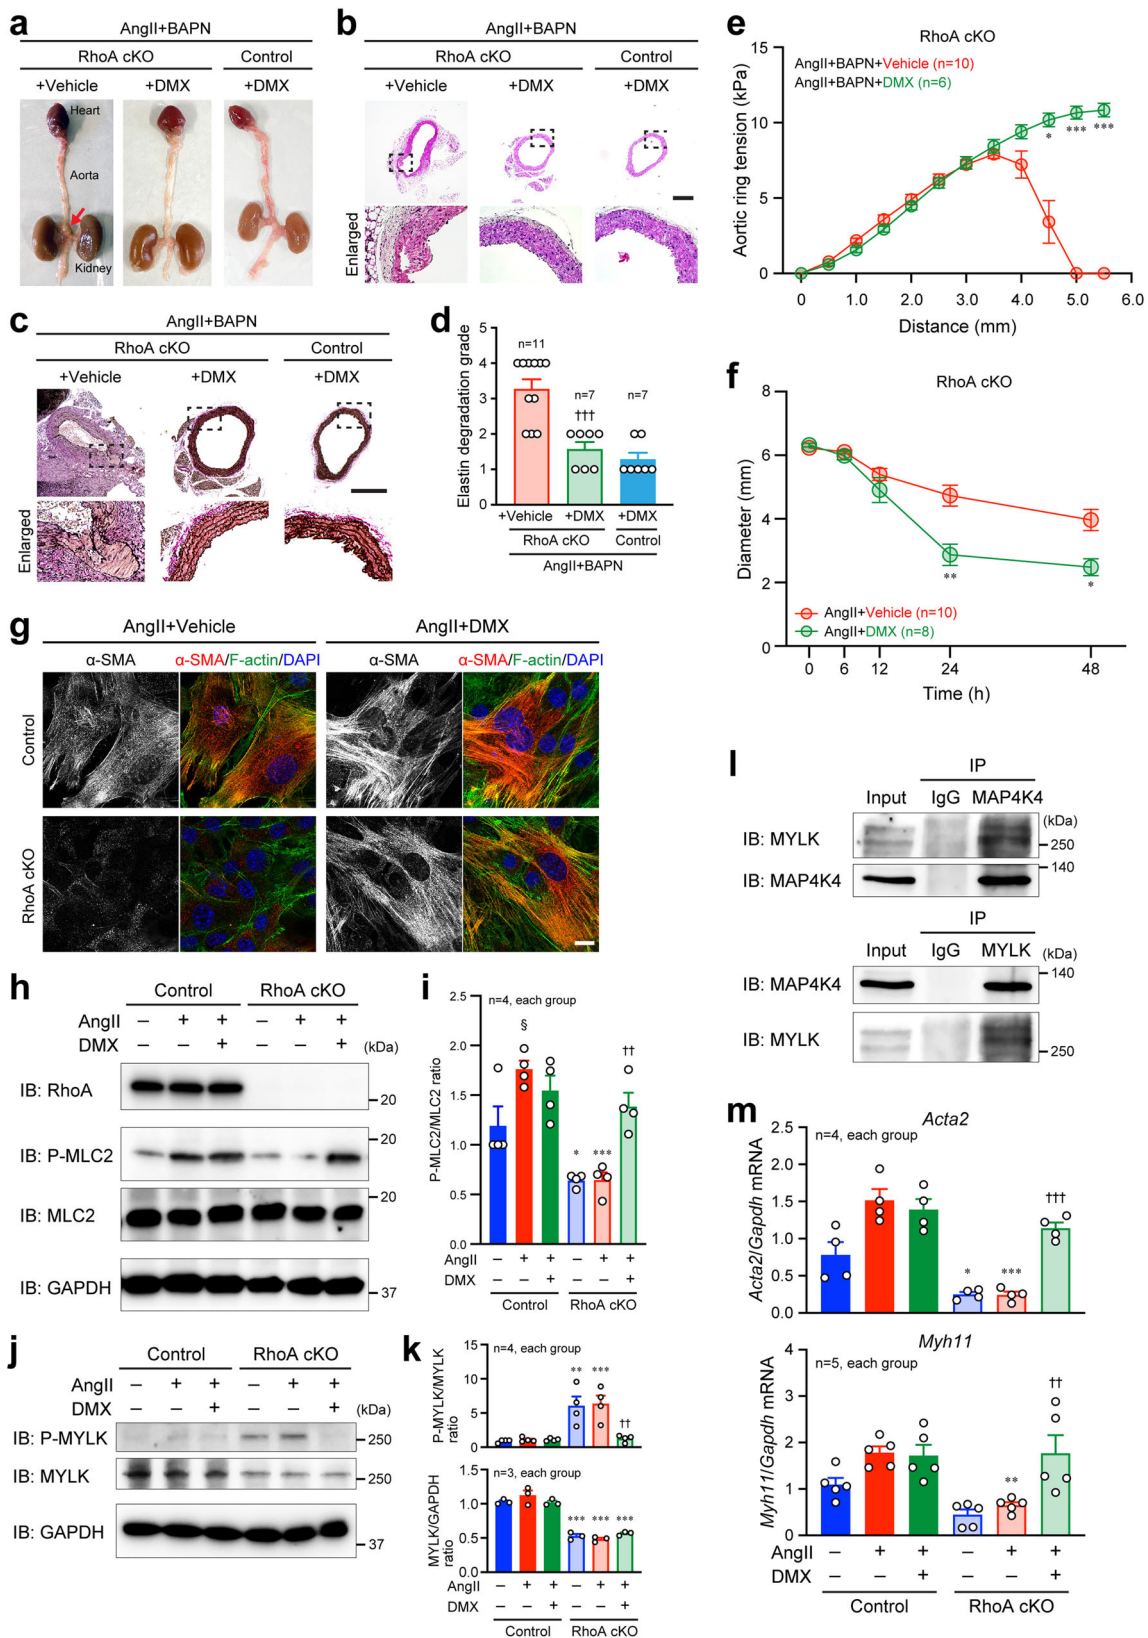 a
AngII+BAPN
RhoA cKO
Control
+Vehicle
+DMX
+DMX
Heart
Aorta
Kidney
b
AngII+BAPN
RhoA cKO
Control
+Vehicle
+DMX
+DMX
Enlarged
c
AngII+BAPN
RhoA cKO
Control
+Vehicle
+DMX
+DMX
Enlarged
d
Elastin degradation grade
5
4
3
2
1
0
n=11
n=7
n=7
†††
+Vehicle
+DMX
+DMX
RhoA cKO
Control
AngII+BAPN
e
RhoA cKO
AngII+BAPN+Vehicle (n=10)
AngII+BAPN+DMX (n=6)
Aortic ring tension (kPa)
15
10
5
0
*
***
***
0
1.0
2.0
3.0
4.0
5.0
6.0
Distance (mm)
f
RhoA cKO
Diameter (mm)
8
6
4
2
0
**
*
AngII+Vehicle (n=10)
AngII+DMX (n=8)
0
6
12
24
48
Time (h)
g
AngII+Vehicle
AngII+DMX
α-SMA
α-SMA/F-actin/DAPI
α-SMA
α-SMA/F-actin/DAPI
Control
RhoA cKO
h
Control
RhoA cKO
AngII – + + – + +
DMX – – + – – +
(kDa)
IB: RhoA
20
IB: P-MLC2
20
IB: MLC2
20
IB: GAPDH
37
i
P-MLC2/MLC2 ratio
2.5
2.0
1.5
1.0
0.5
0.0
n=4, each group
§
*
***
††
AngII – + + – + +
DMX – – + – – +
Control
RhoA cKO
j
Control
RhoA cKO
AngII – + + – + +
DMX – – + – – +
(kDa)
IB: P-MYLK
250
IB: MYLK
250
IB: GAPDH
37
k
P-MYLK/MYLK
ratio
15
10
5
0
n=4, each group
**
***
††
MYLK/GAPDH
ratio
1.5
1.0
0.5
0.0
n=3, each group
***
***
***
AngII – + + – + +
DMX – – + – – +
Control
RhoA cKO
l
IP
Input
IgG
MAP4K4
(kDa)
IB: MYLK
250
140
IB: MAP4K4
IP
Input
IgG
MYLK
(kDa)
IB: MAP4K4
140
IB: MYLK
250
m
Acta2
Acta2/Gapdh mRNA
2.5
2.0
1.5
1.0
0.5
0.0
n=4, each group
*
***
†††
Myh11
Myh11/Gapdh mRNA
4
3
2
1
0
n=5, each group
**
††
AngII – + + – + +
DMX – – + – – +
Control
RhoA cKO